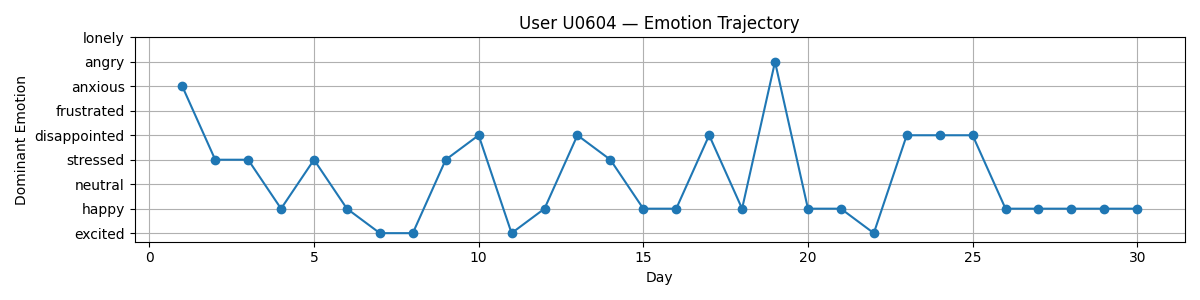 User U0604 — Emotion Trajectory
Dominant Emotion
lonely
angry
anxious
frustrated
disappointed
stressed
neutral
happy
excited
0 5 10 15 20 25 30
Day